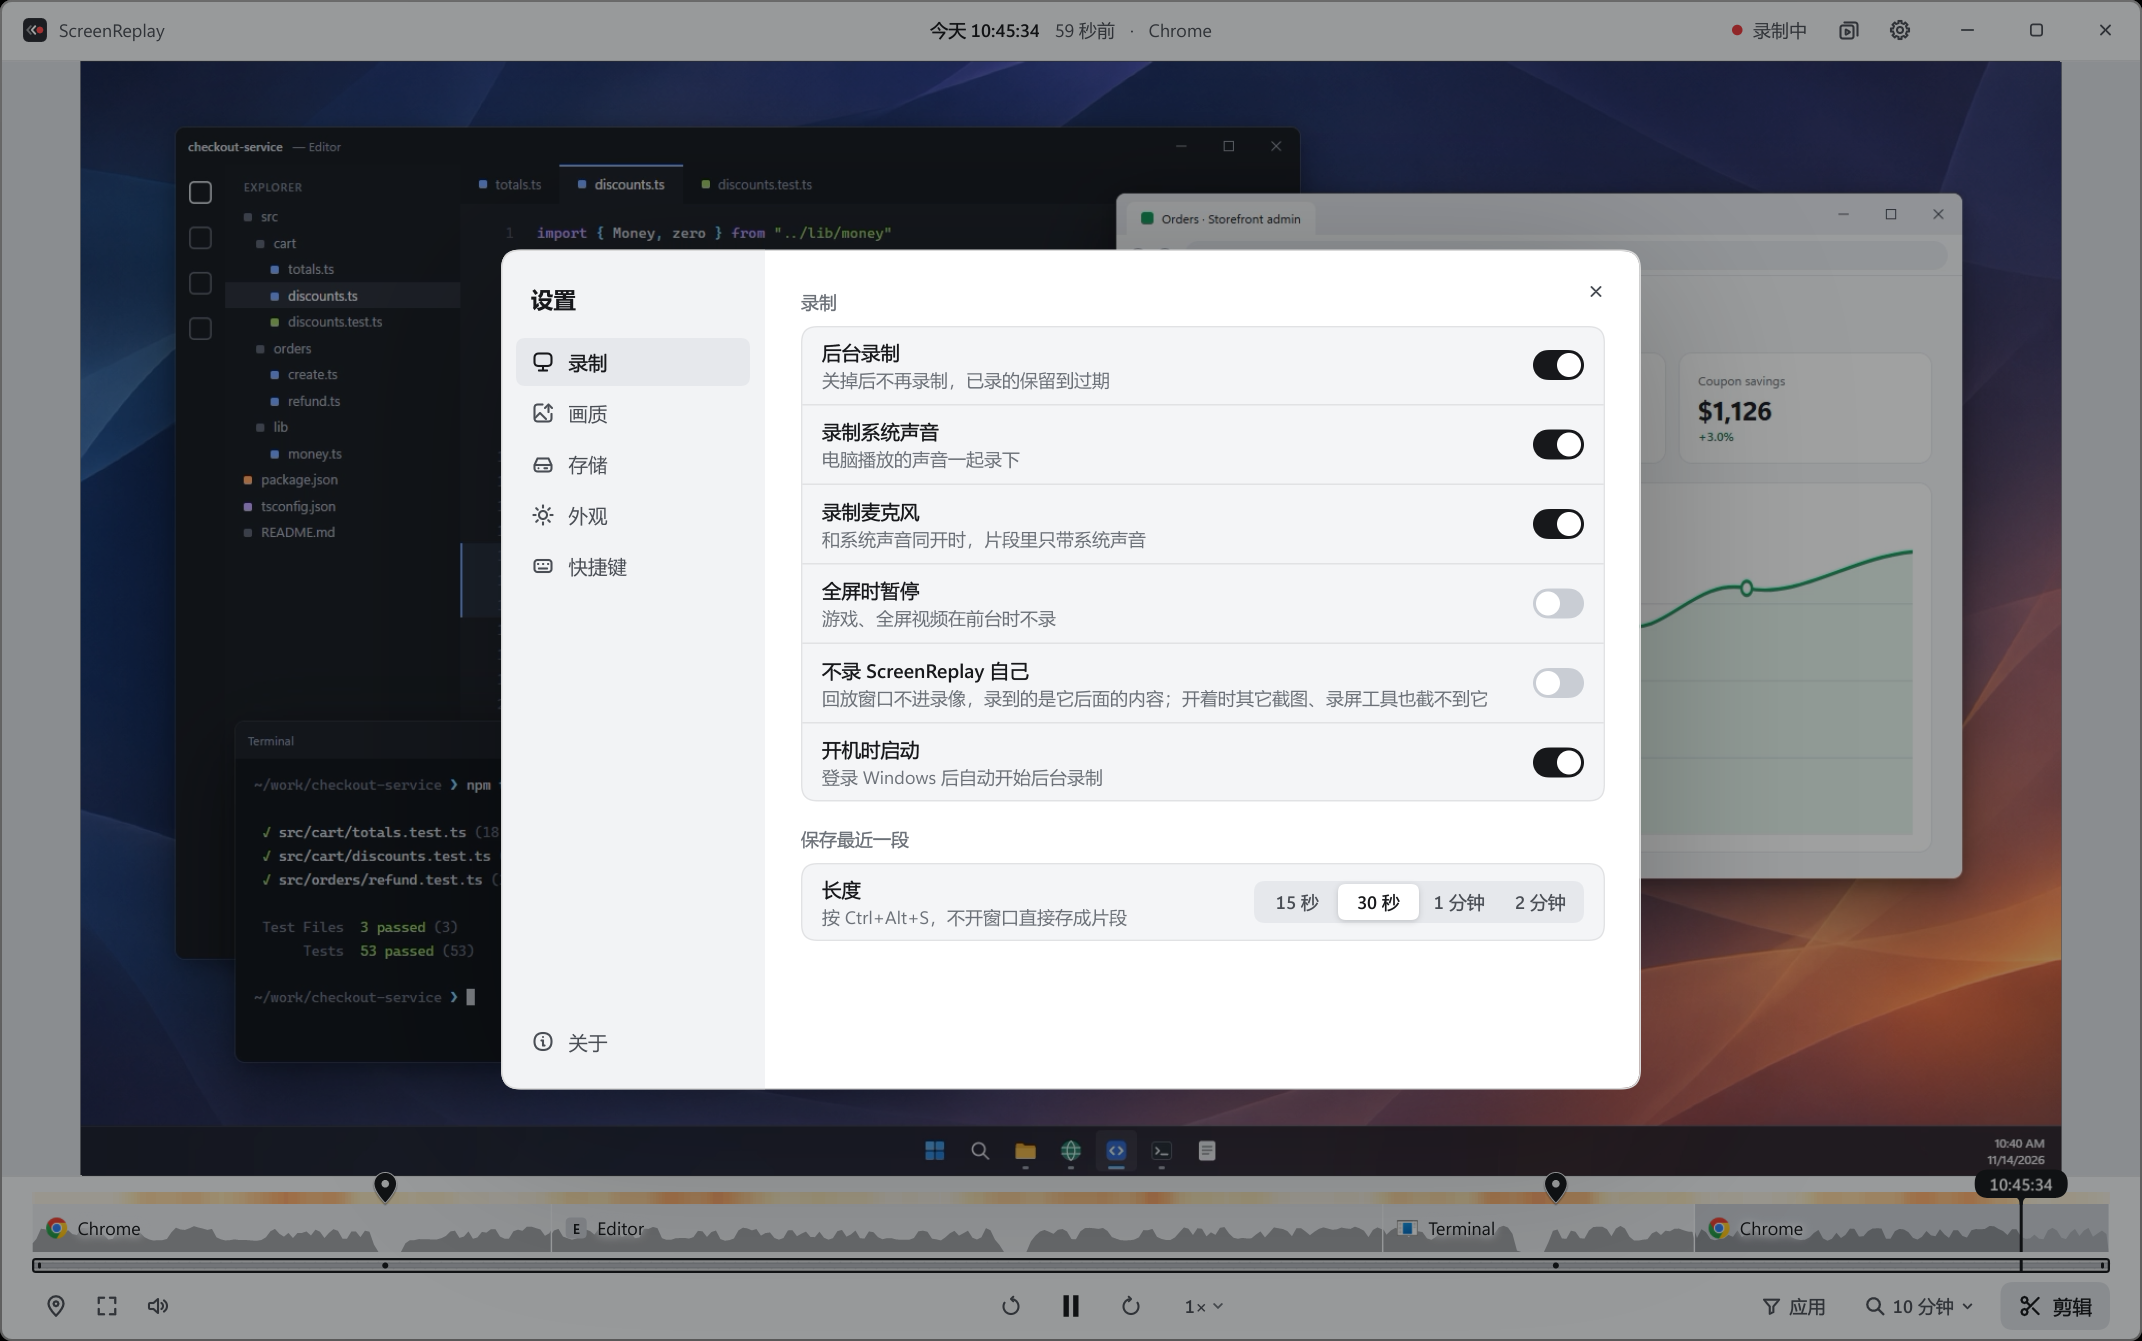 ScreenReplay
今天 10:45:34 59 秒前 · Chrome
录制中
checkout-service — Editor
EXPLORER
src
cart
totals.ts
discounts.ts
discounts.test.ts
orders
create.ts
refund.ts
lib
money.ts
package.json
tsconfig.json
README.md
totals.ts
discounts.ts
discounts.test.ts
1 import { Money, zero } from "../lib/money"
Orders · Storefront admin
Coupon savings
$1,126
+3.0%
Terminal
~/work/checkout-service ❯ npm
✓ src/cart/totals.test.ts (18
✓ src/cart/discounts.test.ts
✓ src/orders/refund.test.ts (
Test Files 3 passed (3)
Tests 53 passed (53)
~/work/checkout-service ❯
设置
录制
画质
存储
外观
快捷键
关于
录制
后台录制
关掉后不再录制，已录的保留到过期
录制系统声音
电脑播放的声音一起录下
录制麦克风
和系统声音同开时，片段里只带系统声音
全屏时暂停
游戏、全屏视频在前台时不录
不录 ScreenReplay 自己
回放窗口不进录像，录到的是它后面的内容；开着时其它截图、录屏工具也截不到它
开机时启动
登录 Windows 后自动开始后台录制
保存最近一段
长度
按 Ctrl+Alt+S，不开窗口直接存成片段
15 秒
30 秒
1 分钟
2 分钟
10:40 AM
11/14/2026
10:45:34
Chrome
E Editor
Terminal
Chrome
1×
应用
10 分钟
剪辑